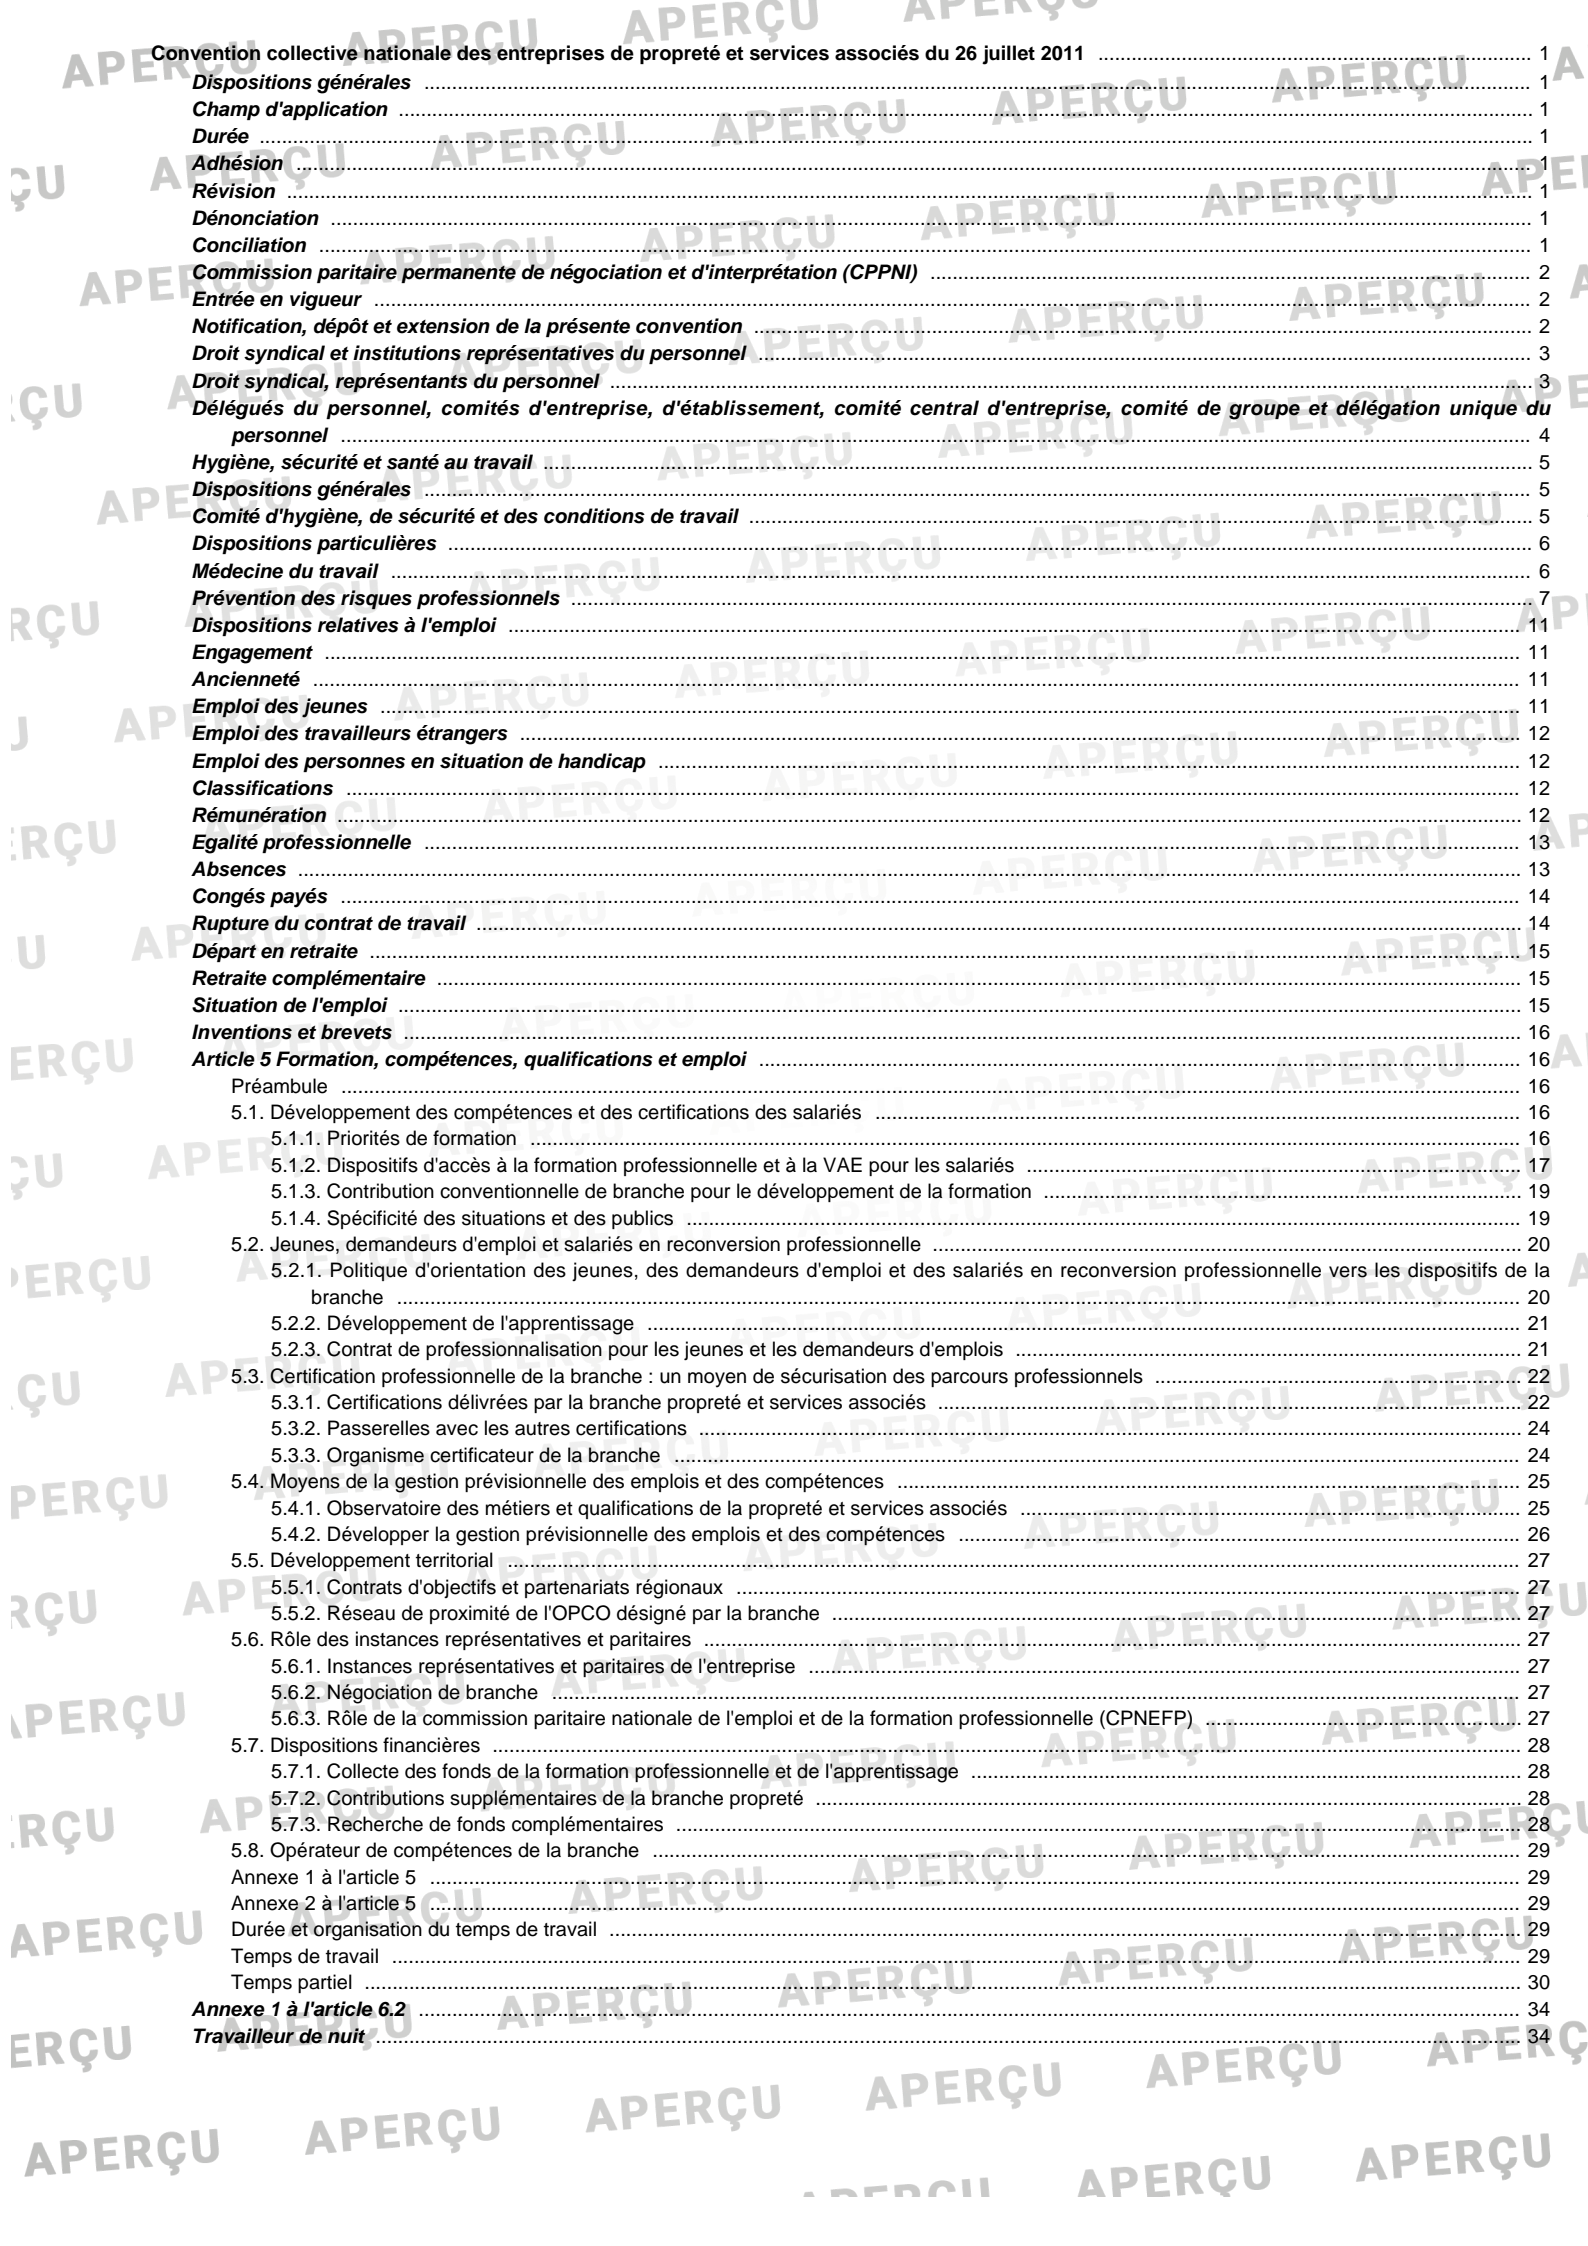 Convention collective nationale des entreprises de propreté et services associés du 26 juillet 2011 ... 1
Dispositions générales ... 1
Champ d'application ... 1
Durée ... 1
Adhésion ... 1
Révision ... 1
Dénonciation ... 1
Conciliation ... 1
Commission paritaire permanente de négociation et d'interprétation (CPPNI) ... 2
Entrée en vigueur ... 2
Notification, dépôt et extension de la présente convention ... 2
Droit syndical et institutions représentatives du personnel ... 3
Droit syndical, représentants du personnel ... 3
Délégués du personnel, comités d'entreprise, d'établissement, comité central d'entreprise, comité de groupe et délégation unique du
personnel ... 4
Hygiène, sécurité et santé au travail ... 5
Dispositions générales ... 5
Comité d'hygiène, de sécurité et des conditions de travail ... 5
Dispositions particulières ... 6
Médecine du travail ... 6
Prévention des risques professionnels ... 7
Dispositions relatives à l'emploi ... 11
Engagement ... 11
Ancienneté ... 11
Emploi des jeunes ... 11
Emploi des travailleurs étrangers ... 12
Emploi des personnes en situation de handicap ... 12
Classifications ... 12
Rémunération ... 12
Egalité professionnelle ... 13
Absences ... 13
Congés payés ... 14
Rupture du contrat de travail ... 14
Départ en retraite ... 15
Retraite complémentaire ... 15
Situation de l'emploi ... 15
Inventions et brevets ... 16
Article 5 Formation, compétences, qualifications et emploi ... 16
Préambule ... 16
5.1. Développement des compétences et des certifications des salariés ... 16
5.1.1. Priorités de formation ... 16
5.1.2. Dispositifs d'accès à la formation professionnelle et à la VAE pour les salariés ... 17
5.1.3. Contribution conventionnelle de branche pour le développement de la formation ... 19
5.1.4. Spécificité des situations et des publics ... 19
5.2. Jeunes, demandeurs d'emploi et salariés en reconversion professionnelle ... 20
5.2.1. Politique d'orientation des jeunes, des demandeurs d'emploi et des salariés en reconversion professionnelle vers les dispositifs de la
branche ... 20
5.2.2. Développement de l'apprentissage ... 21
5.2.3. Contrat de professionnalisation pour les jeunes et les demandeurs d'emplois ... 21
5.3. Certification professionnelle de la branche : un moyen de sécurisation des parcours professionnels ... 22
5.3.1. Certifications délivrées par la branche propreté et services associés ... 22
5.3.2. Passerelles avec les autres certifications ... 24
5.3.3. Organisme certificateur de la branche ... 24
5.4. Moyens de la gestion prévisionnelle des emplois et des compétences ... 25
5.4.1. Observatoire des métiers et qualifications de la propreté et services associés ... 25
5.4.2. Développer la gestion prévisionnelle des emplois et des compétences ... 26
5.5. Développement territorial ... 27
5.5.1. Contrats d'objectifs et partenariats régionaux ... 27
5.5.2. Réseau de proximité de l'OPCO désigné par la branche ... 27
5.6. Rôle des instances représentatives et paritaires ... 27
5.6.1. Instances représentatives et paritaires de l'entreprise ... 27
5.6.2. Négociation de branche ... 27
5.6.3. Rôle de la commission paritaire nationale de l'emploi et de la formation professionnelle (CPNEFP) ... 27
5.7. Dispositions financières ... 28
5.7.1. Collecte des fonds de la formation professionnelle et de l'apprentissage ... 28
5.7.2. Contributions supplémentaires de la branche propreté ... 28
5.7.3. Recherche de fonds complémentaires ... 28
5.8. Opérateur de compétences de la branche ... 29
Annexe 1 à l'article 5 ... 29
Annexe 2 à l'article 5 ... 29
Durée et organisation du temps de travail ... 29
Temps de travail ... 29
Temps partiel ... 30
Annexe 1 à l'article 6.2 ... 34
Travailleur de nuit ... 34
APERÇU